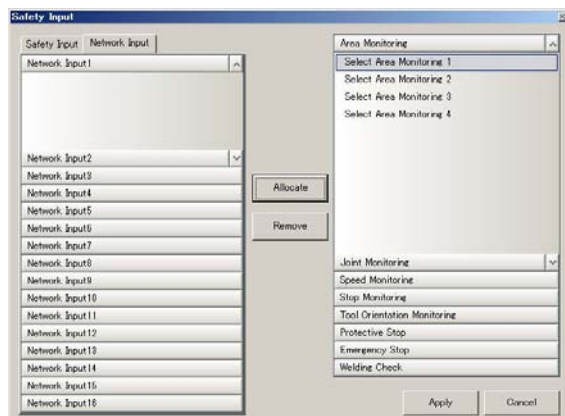 Safety Input
Safety Input
Network Input
Network Input1
Network Input2
Network Input3
Network Input4
Network Input5
Network Input6
Network Input7
Network Input8
Network Input9
Network Input10
Network Input11
Network Input12
Network Input13
Network Input14
Network Input15
Network Input16
Allocate
Remove
Area Monitoring
Select Area Monitoring 1
Select Area Monitoring 2
Select Area Monitoring 3
Select Area Monitoring 4
Joint Monitoring
Speed Monitoring
Stop Monitoring
Tool Orientation Monitoring
Protective Stop
Emergency Stop
Welding Check
Apply
Cancel